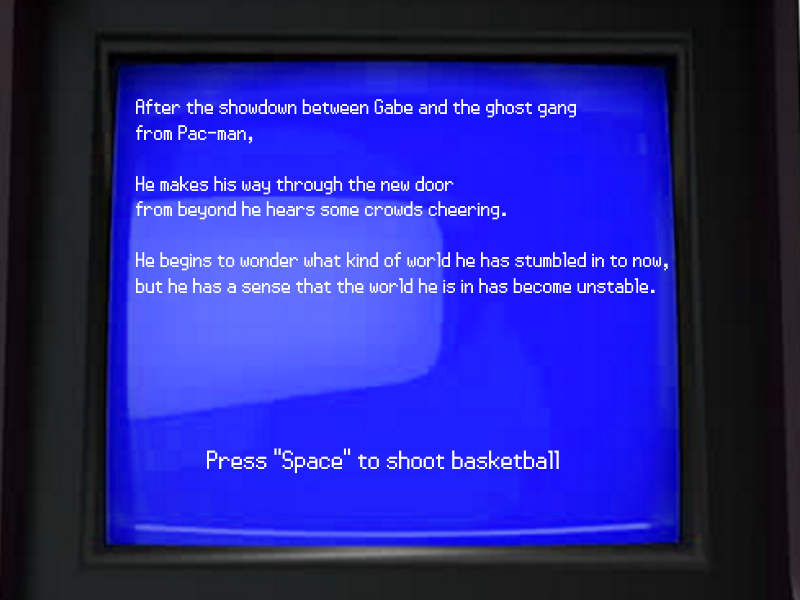 After the showdown between Gabe and the ghost gang
from Pac-man,
He makes his way through the new door
from beyond he hears some crowds cheering.
He begins to wonder what kind of world he has stumbled in to now,
but he has a sense that the world he is in has become unstable.
Press "Space" to shoot basketball